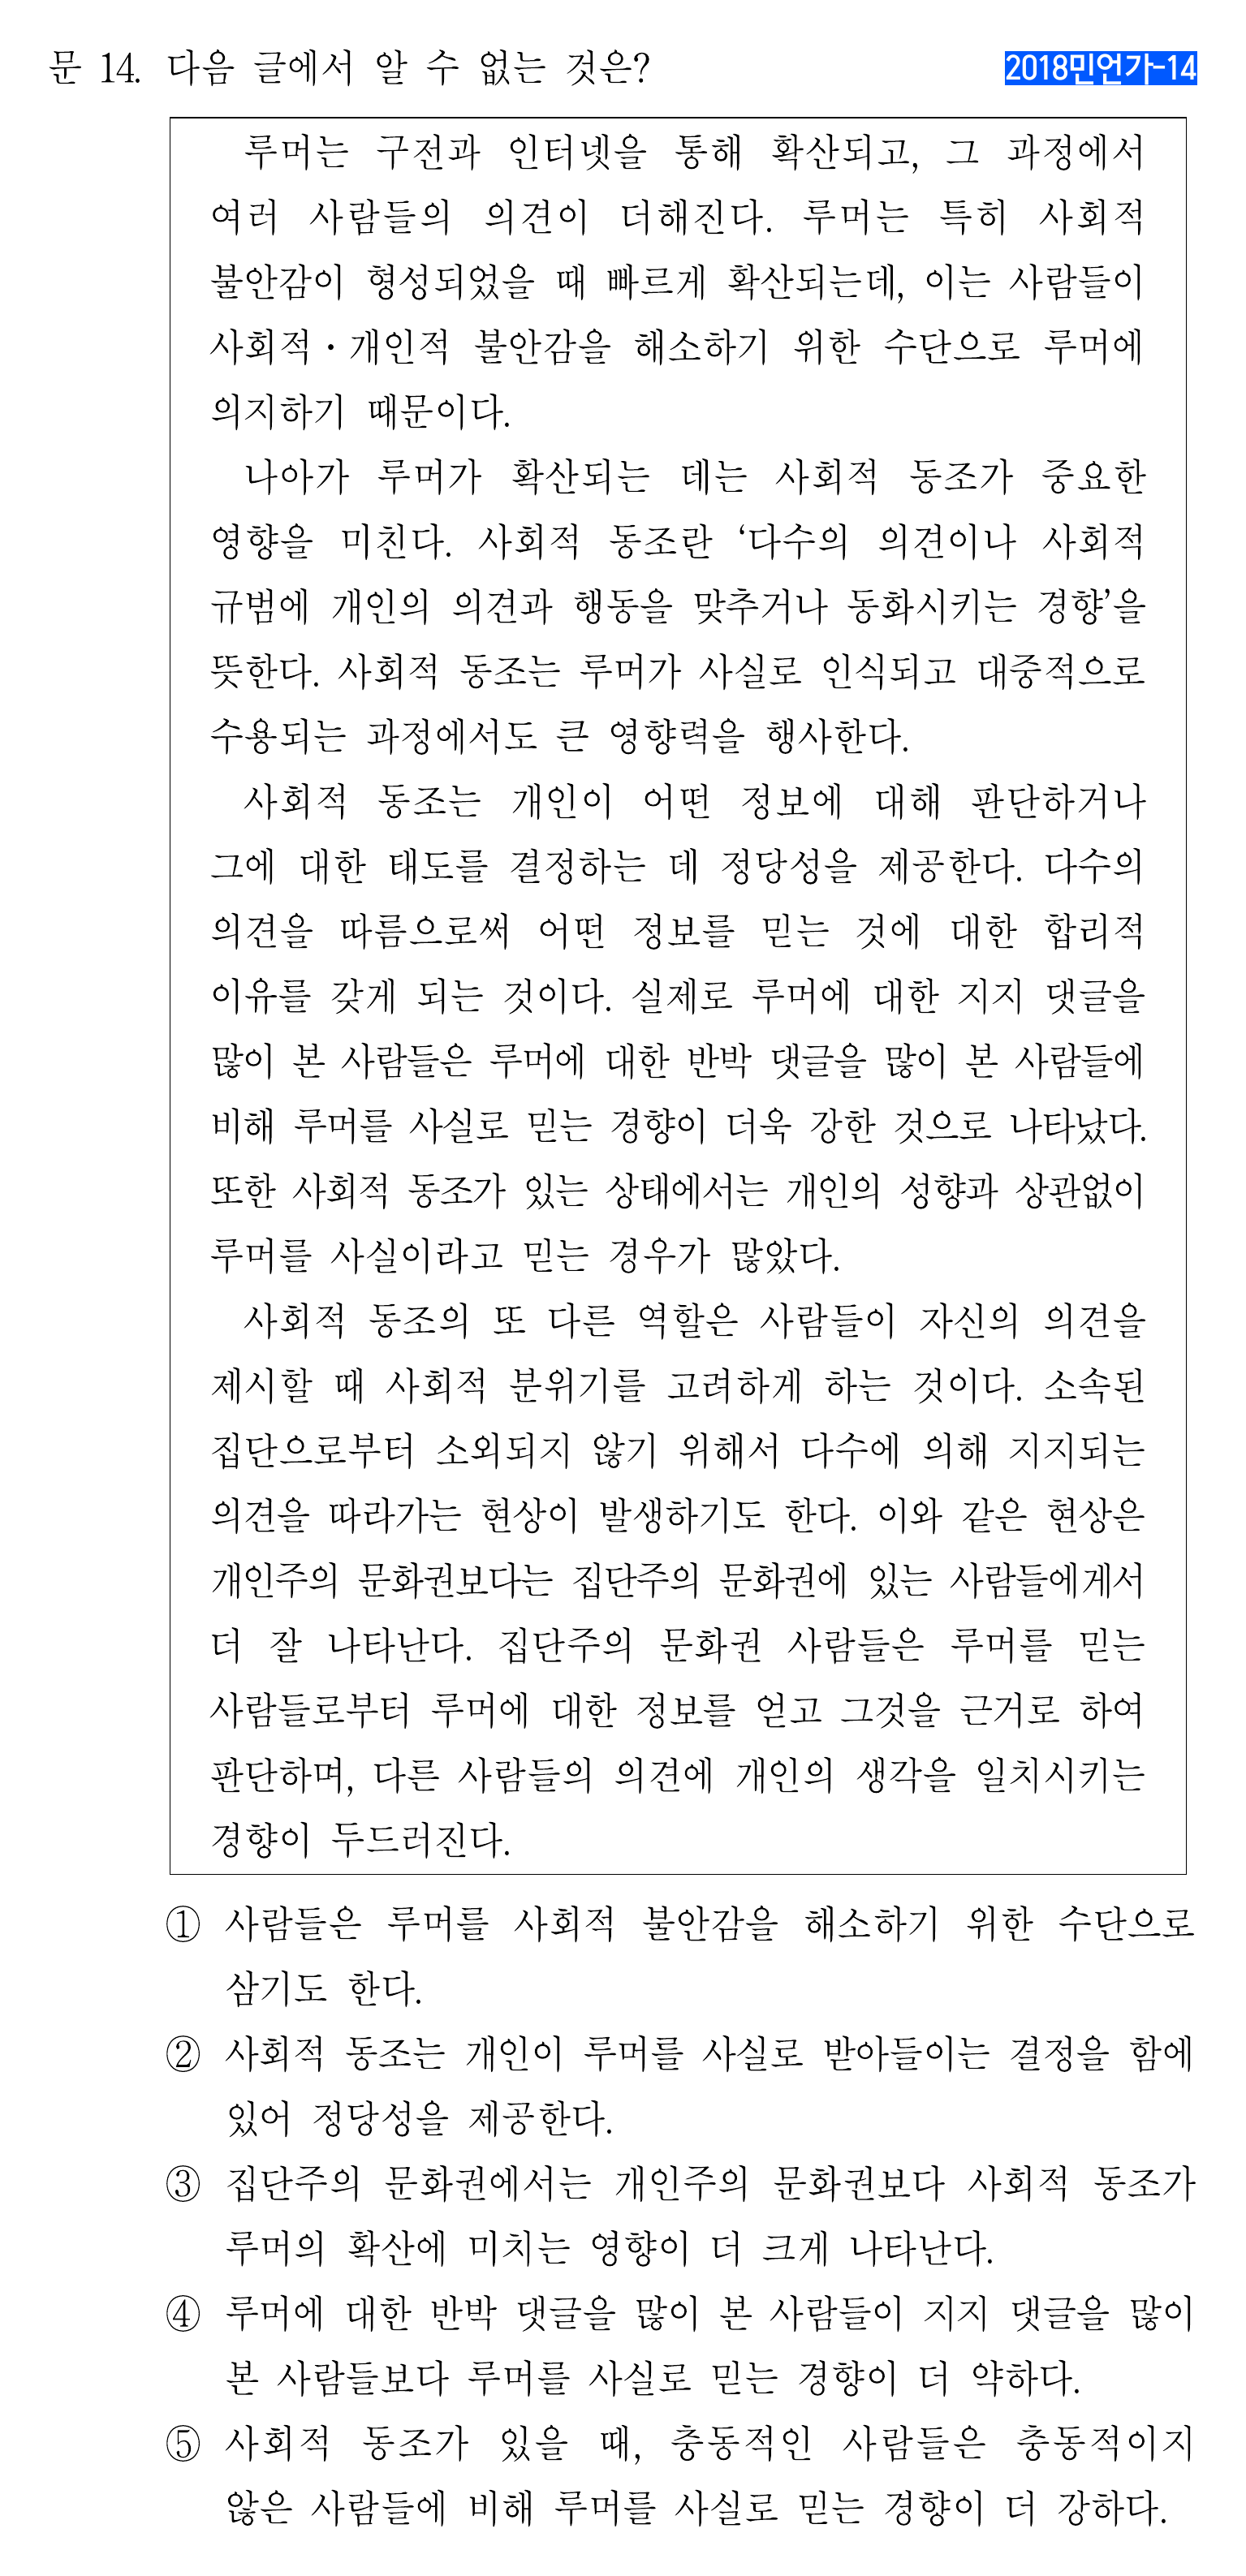 문 14. 다음 글에서 알 수 없는 것은?
2018민언가-14
루머는 구전과 인터넷을 통해 확산되고, 그 과정에서
여러 사람들의 의견이 더해진다. 루머는 특히 사회적
불안감이 형성되었을 때 빠르게 확산되는데, 이는 사람들이
사회적・개인적 불안감을 해소하기 위한 수단으로 루머에
의지하기 때문이다.
나아가 루머가 확산되는 데는 사회적 동조가 중요한
영향을 미친다. 사회적 동조란 ‘다수의 의견이나 사회적
규범에 개인의 의견과 행동을 맞추거나 동화시키는 경향’을
뜻한다. 사회적 동조는 루머가 사실로 인식되고 대중적으로
수용되는 과정에서도 큰 영향력을 행사한다.
사회적 동조는 개인이 어떤 정보에 대해 판단하거나
그에 대한 태도를 결정하는 데 정당성을 제공한다. 다수의
의견을 따름으로써 어떤 정보를 믿는 것에 대한 합리적
이유를 갖게 되는 것이다. 실제로 루머에 대한 지지 댓글을
많이 본 사람들은 루머에 대한 반박 댓글을 많이 본 사람들에
비해 루머를 사실로 믿는 경향이 더욱 강한 것으로 나타났다.
또한 사회적 동조가 있는 상태에서는 개인의 성향과 상관없이
루머를 사실이라고 믿는 경우가 많았다.
사회적 동조의 또 다른 역할은 사람들이 자신의 의견을
제시할 때 사회적 분위기를 고려하게 하는 것이다. 소속된
집단으로부터 소외되지 않기 위해서 다수에 의해 지지되는
의견을 따라가는 현상이 발생하기도 한다. 이와 같은 현상은
개인주의 문화권보다는 집단주의 문화권에 있는 사람들에게서
더 잘 나타난다. 집단주의 문화권 사람들은 루머를 믿는
사람들로부터 루머에 대한 정보를 얻고 그것을 근거로 하여
판단하며, 다른 사람들의 의견에 개인의 생각을 일치시키는
경향이 두드러진다.
① 사람들은 루머를 사회적 불안감을 해소하기 위한 수단으로
삼기도 한다.
② 사회적 동조는 개인이 루머를 사실로 받아들이는 결정을 함에
있어 정당성을 제공한다.
③ 집단주의 문화권에서는 개인주의 문화권보다 사회적 동조가
루머의 확산에 미치는 영향이 더 크게 나타난다.
④ 루머에 대한 반박 댓글을 많이 본 사람들이 지지 댓글을 많이
본 사람들보다 루머를 사실로 믿는 경향이 더 약하다.
⑤ 사회적 동조가 있을 때, 충동적인 사람들은 충동적이지
않은 사람들에 비해 루머를 사실로 믿는 경향이 더 강하다.